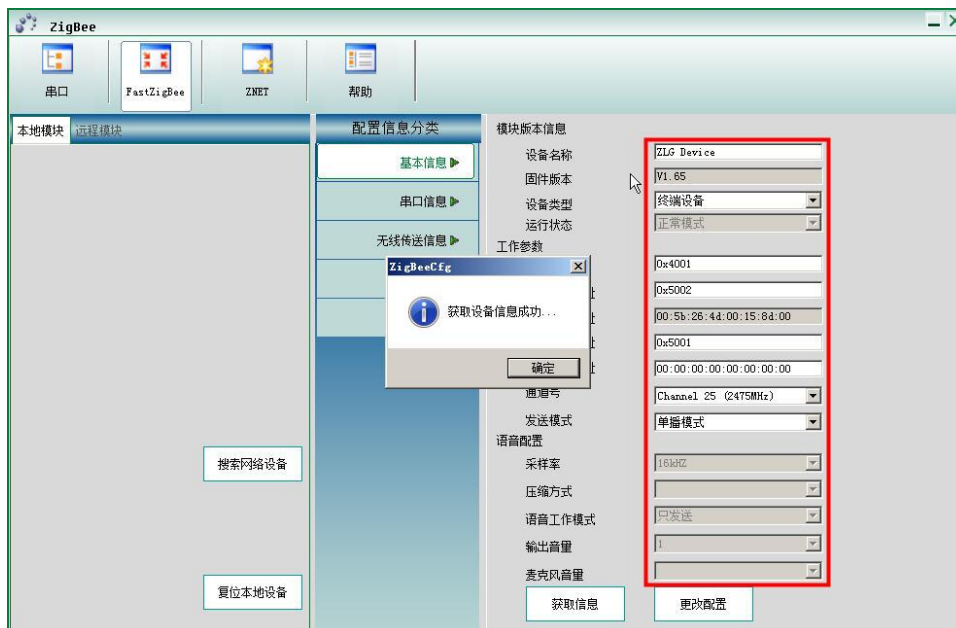 ZigBee
串口
FastZigBee
ZNET
帮助
本地模块 远程模块
配置信息分类
基本信息
串口信息
无线传送信息
搜索网络设备
复位本地设备
模块版本信息
设备名称 ZLG Device
固件版本 V1.65
设备类型 终端设备
运行状态 正常模式
工作参数
0x4001
址 0x5002
址 00:5b:26:4d:00:15:8d:00
址 0x5001
址 00:00:00:00:00:00:00:00
通道号 Channel 25 (2475MHz)
发送模式 单播模式
语音配置
采样率 16kHZ
压缩方式
语音工作模式 只发送
输出音量 1
麦克风音量
获取信息 更改配置
ZigBeeCfg
获取设备信息成功...
确定